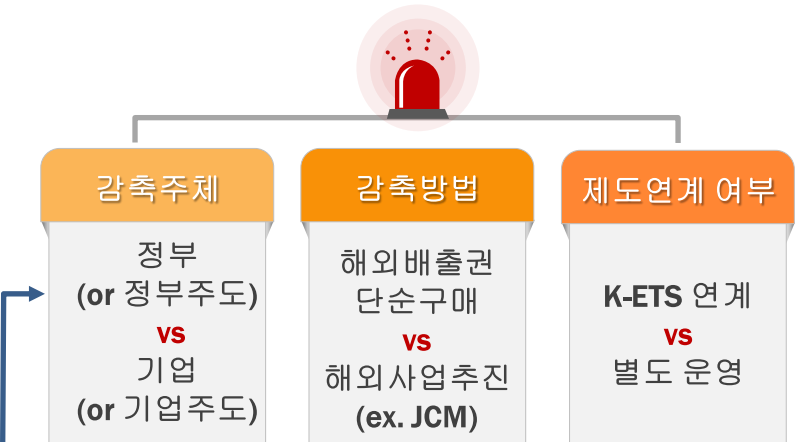 감축주체
정부
(or 정부주도)
vs
기업
(or 기업주도)
감축방법
해외배출권
단순구매
vs
해외사업추진
(ex. JCM)
제도연계 여부
K-ETS 연계
vs
별도 운영